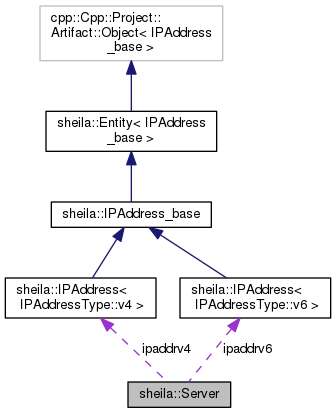 cpp::Cpp::Project::
Artifact::Object< IPAddress
_base >
sheila::Entity< IPAddress
_base >
sheila::IPAddress_base
sheila::IPAddress<
IPAddressType::v4 >
sheila::IPAddress<
IPAddressType::v6 >
ipaddrv4
ipaddrv6
sheila::Server